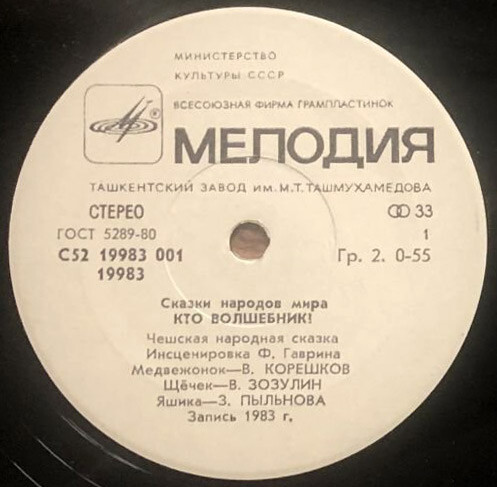 МИНИСТЕРСТВО
КУЛЬТУРЫ СССР
ВСЕСОЮЗНАЯ ФИРМА ГРАМПЛАСТИНОК
®
МЕЛОДИЯ
ТАШКЕНТСКИЙ ЗАВОД ИМ. М.Т. ТАШМУХАМЕДОВА
СТЕРЕО
33
ГОСТ 5289-80
1
С52 19983 001
Гр. 2. 0-55
19983
Сказки народов мира
КТО ВОЛШЕБНИК!
Чешская народная сказка
Инсценировка Ф. Гаврина
Медвежонок—В. КОРЕШКОВ
Щёчек—В. ЗОЗУЛИН
Яшика—З. ПЫЛЬНОВА
Запись 1983 г.